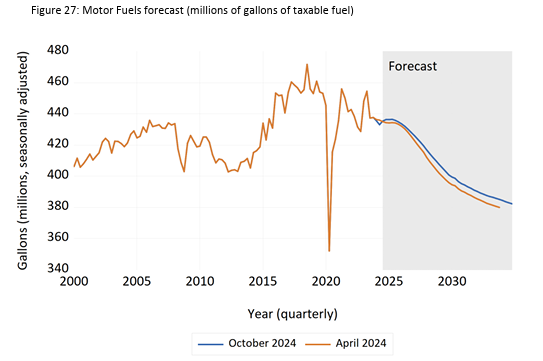 Figure 27: Motor Fuels forecast (millions of gallons of taxable fuel)
Gallons (millions, seasonally adjusted)
480
460
440
420
400
380
360
340
Forecast
2000 2005 2010 2015 2020 2025 2030
Year (quarterly)
October 2024 April 2024